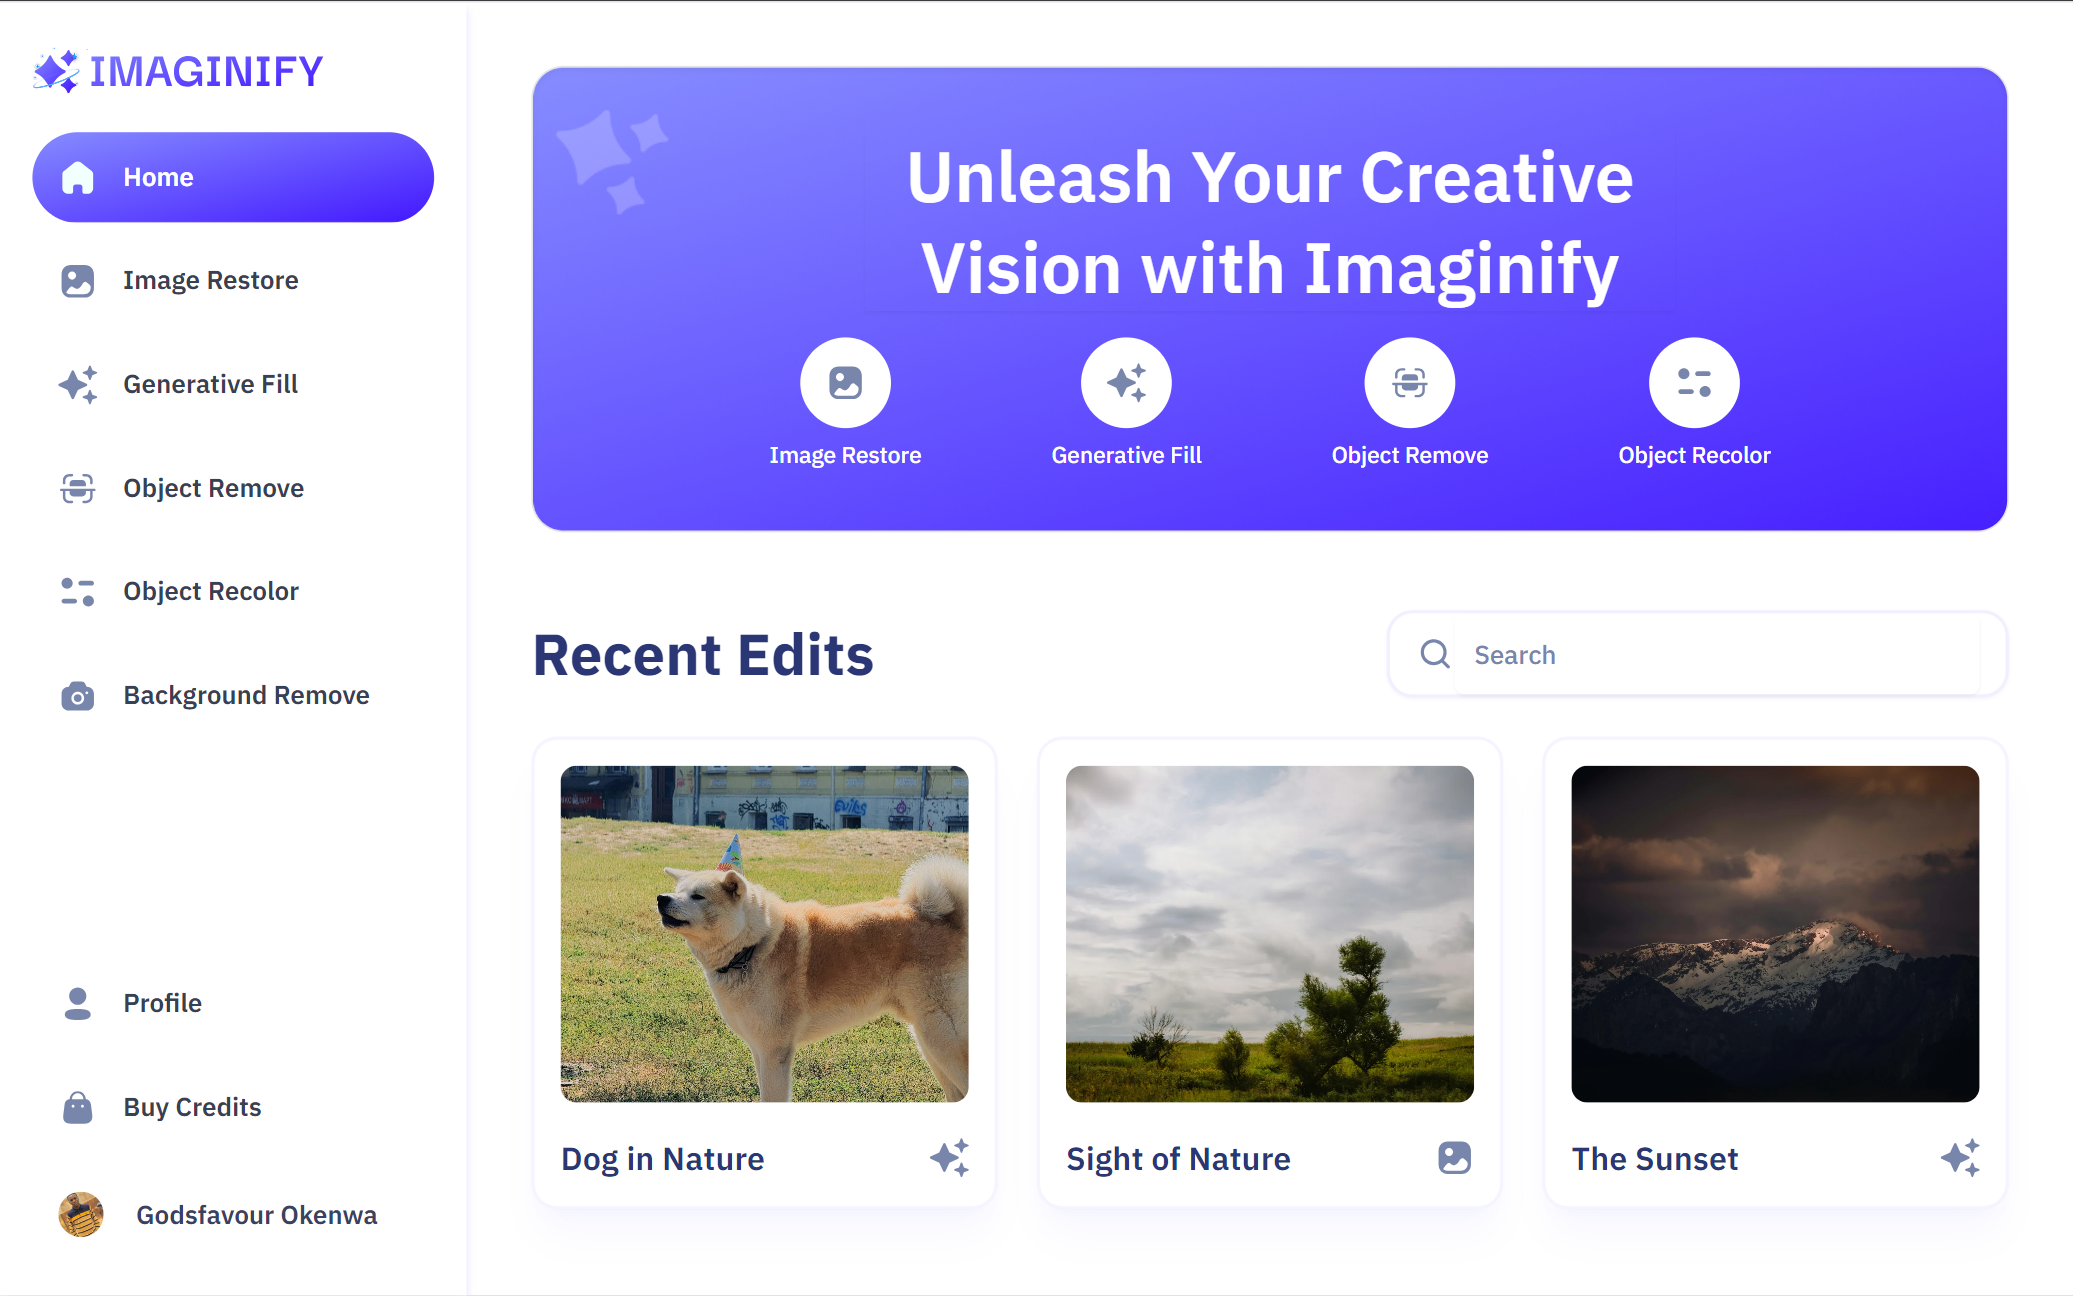 IMAGINIFY
Home
Image Restore
Generative Fill
Object Remove
Object Recolor
Background Remove
Profile
Buy Credits
Godsfavour Okenwa
Unleash Your Creative
Vision with Imaginify
Image Restore
Generative Fill
Object Remove
Object Recolor
Recent Edits
Search
Dog in Nature
Sight of Nature
The Sunset